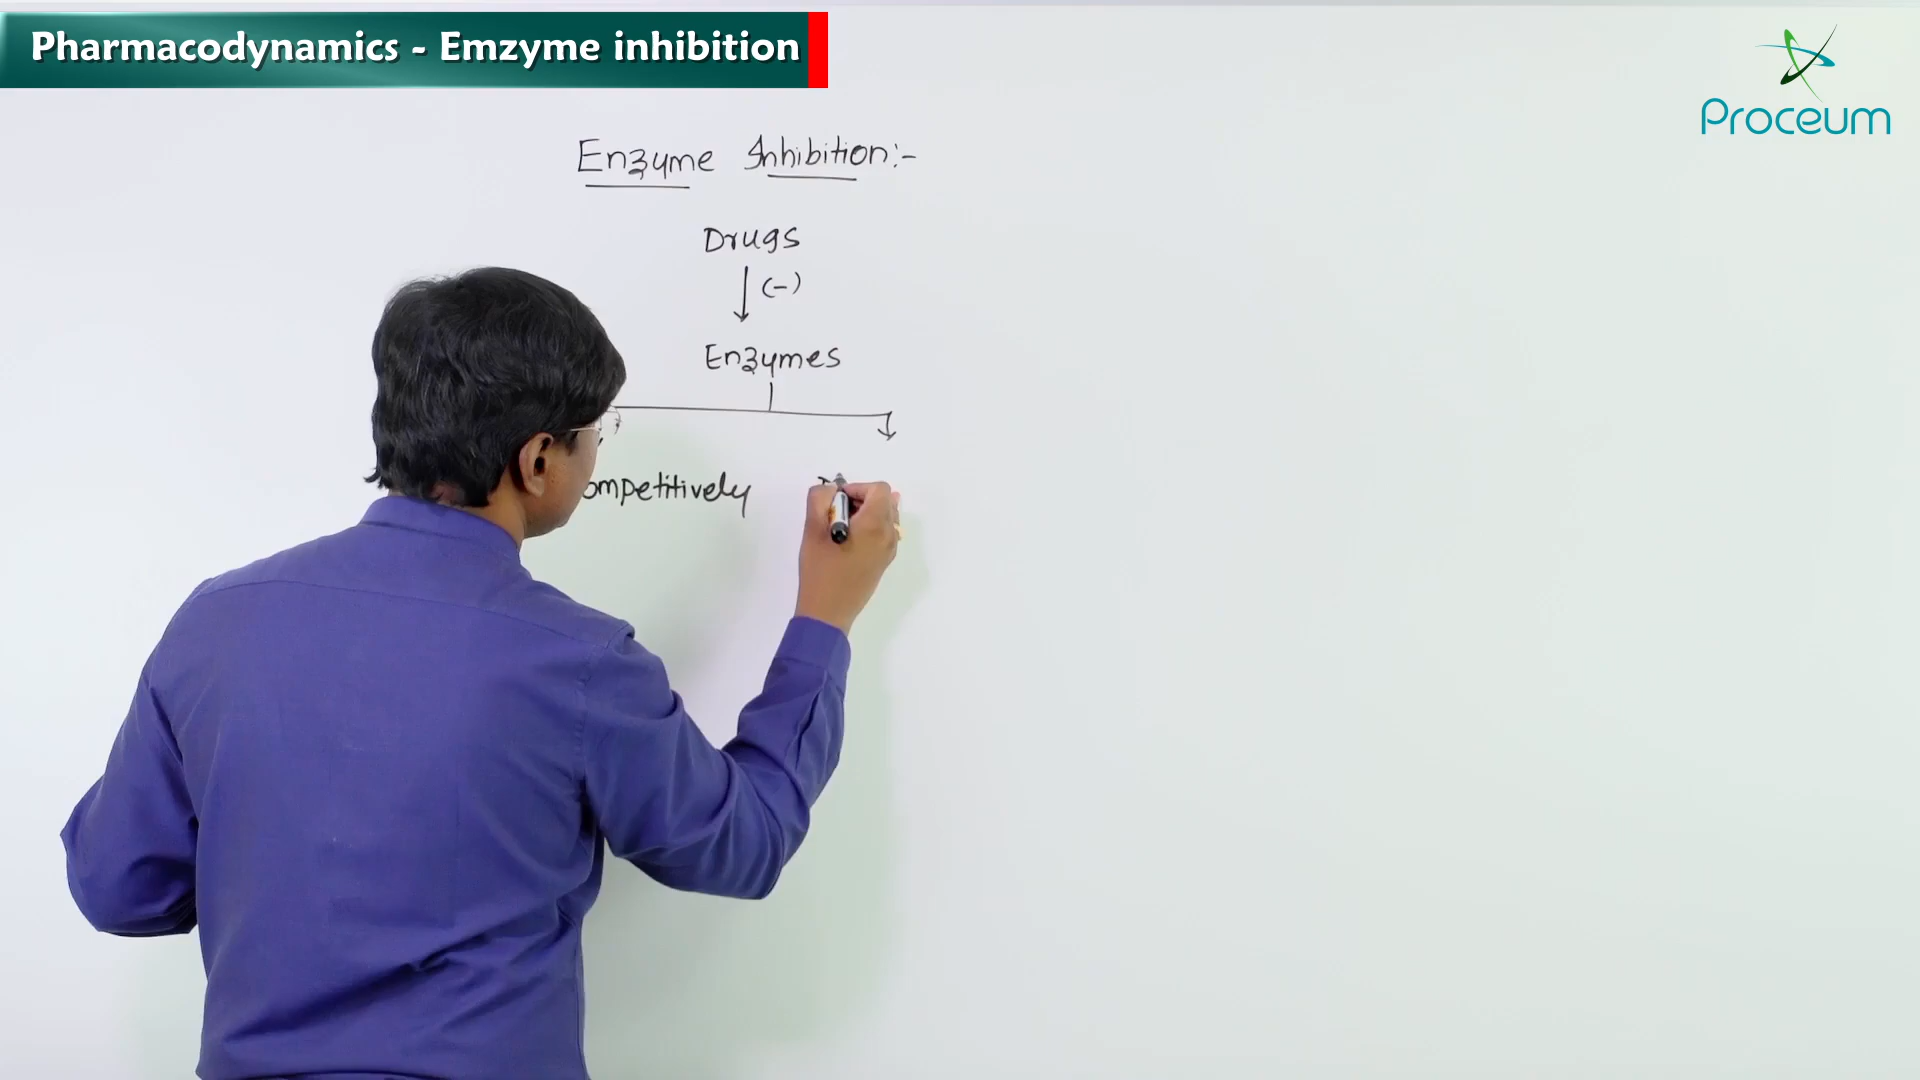 Pharmacodynamics - Emzyme inhibition
Proceum
Enzyme Inhibition:-
Drugs
(-)
Enzymes
ompetitively